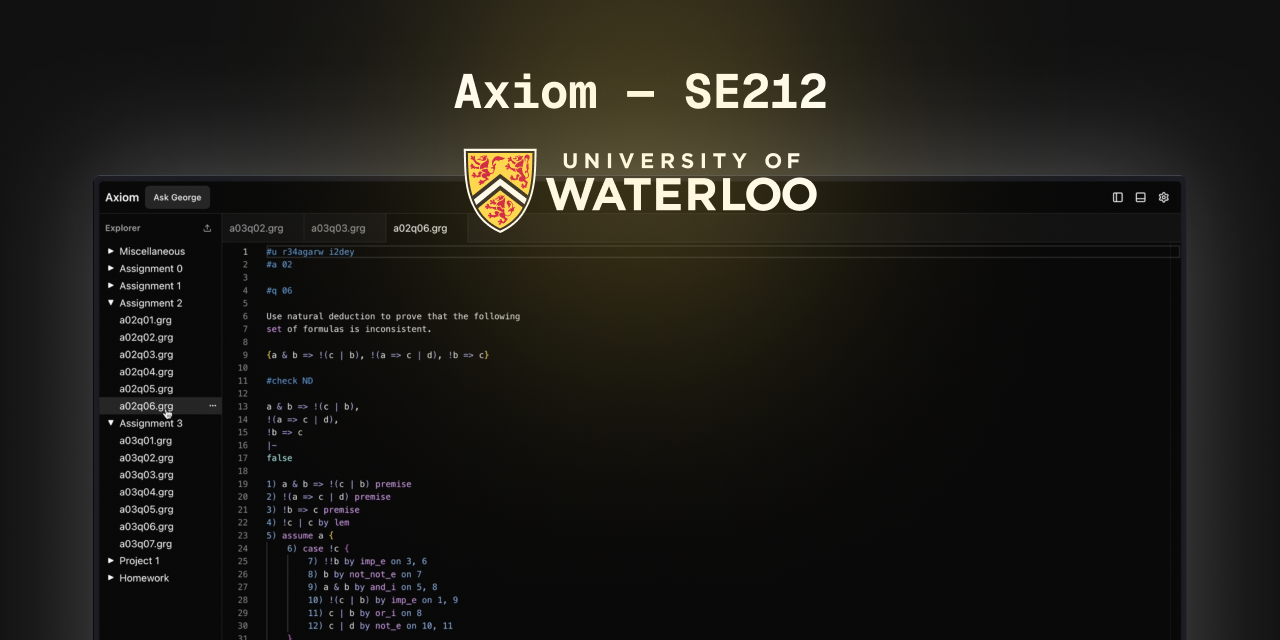 Axiom — SE212
UNIVERSITY OF
WATERLOO
Axiom
Ask George
Explorer
a03q02.grg
a03q03.grg
a02q06.grg
Miscellaneous
Assignment 0
Assignment 1
Assignment 2
a02q01.grg
a02q02.grg
a02q03.grg
a02q04.grg
a02q05.grg
a02q06.grg
Assignment 3
a03q01.grg
a03q02.grg
a03q03.grg
a03q04.grg
a03q05.grg
a03q06.grg
a03q07.grg
Project 1
Homework
1 #u r34agarw i2dey
2 #a 02
3
4 #q 06
5
6 Use natural deduction to prove that the following
7 set of formulas is inconsistent.
8
9 {a & b => !(c | b), !(a => c | d), !b => c}
10
11 #check ND
12
13 a & b => !(c | b),
14 !(a => c | d),
15 !b => c
16 |-
17 false
18
19 1) a & b => !(c | b) premise
20 2) !(a => c | d) premise
21 3) !b => c premise
22 4) !c | c by lem
23 5) assume a {
24 6) case !c {
25 7) !!b by imp_e on 3, 6
26 8) b by not_not_e on 7
27 9) a & b by and_i on 5, 8
28 10) !(c | b) by imp_e on 1, 9
29 11) c | b by or_i on 8
30 12) c | d by not_e on 10, 11
31 }